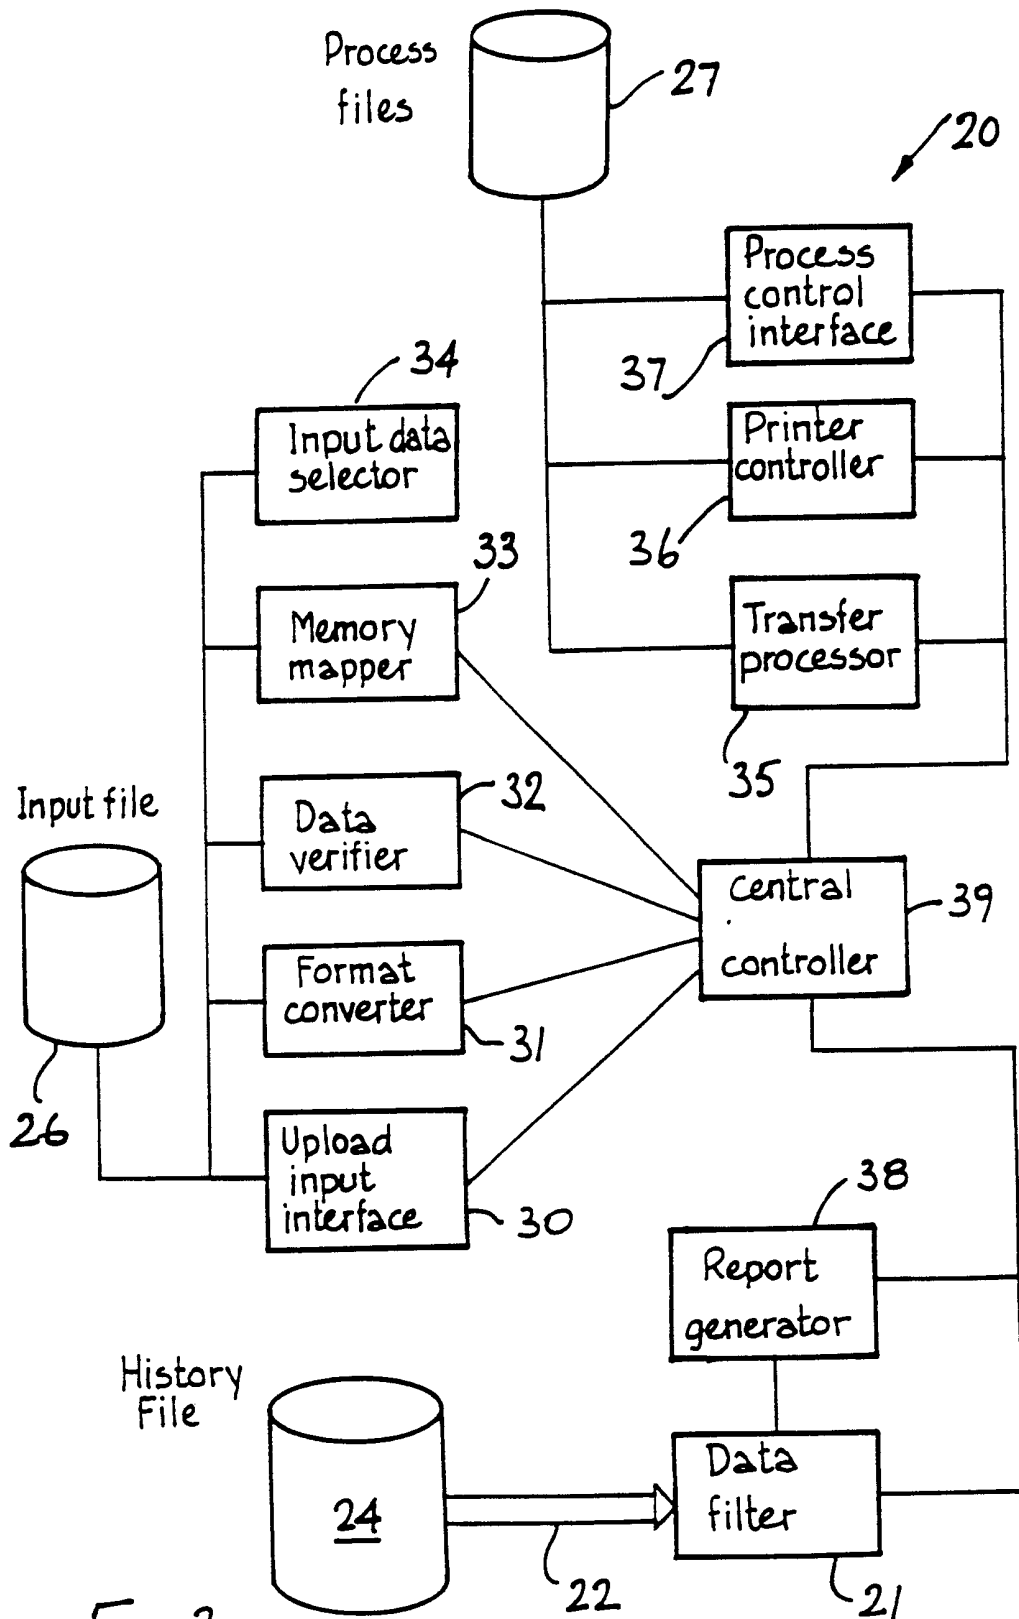 Process
files
27
20
Process
control
interface
37
34
Input data
selector
Printer
controller
36
33
Memory
mapper
Transfer
processor
35
Input file
32
Data
verifier
Central
controller
39
Format
converter
31
26
Upload
input
interface
30
38
Report
generator
History
File
24
Data
filter
22
21